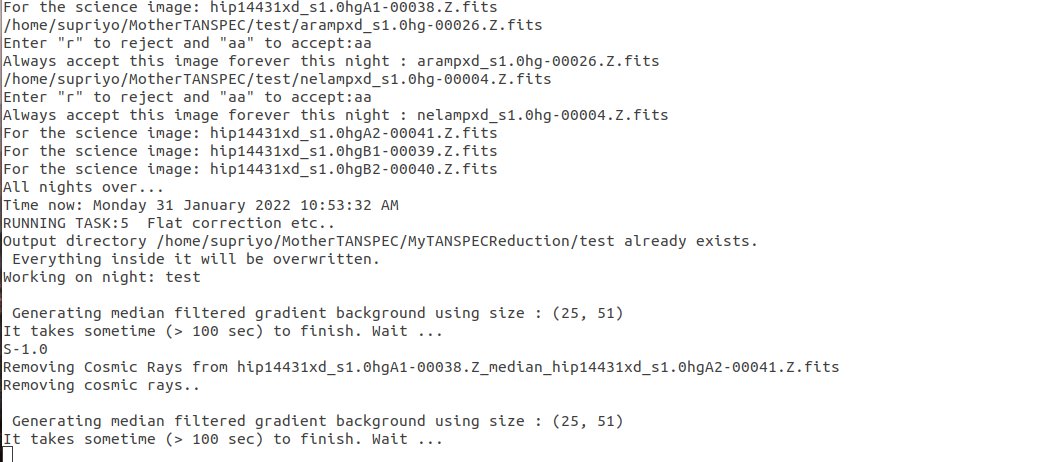 For the science image: hip14431xd_s1.0hgA1-00038.Z.fits
/home/supriyo/MotherTANSPEC/test/arampxd_s1.0hg-00026.Z.fits
Enter "r" to reject and "aa" to accept:aa
Always accept this image forever this night : arampxd_s1.0hg-00026.Z.fits
/home/supriyo/MotherTANSPEC/test/nelampxd_s1.0hg-00004.Z.fits
Enter "r" to reject and "aa" to accept:aa
Always accept this image forever this night : nelampxd_s1.0hg-00004.Z.fits
For the science image: hip14431xd_s1.0hgA2-00041.Z.fits
For the science image: hip14431xd_s1.0hgB1-00039.Z.fits
For the science image: hip14431xd_s1.0hgB2-00040.Z.fits
All nights over...
Time now: Monday 31 January 2022 10:53:32 AM
RUNNING TASK:5  Flat correction etc..
Output directory /home/supriyo/MotherTANSPEC/MyTANSPECReduction/test already exists.
 Everything inside it will be overwritten.
Working on night: test
 Generating median filtered gradient background using size : (25, 51)
It takes sometime (> 100 sec) to finish. Wait ...
S-1.0
Removing Cosmic Rays from hip14431xd_s1.0hgA1-00038.Z_median_hip14431xd_s1.0hgA2-00041.Z.fits
Removing cosmic rays..
 Generating median filtered gradient background using size : (25, 51)
It takes sometime (> 100 sec) to finish. Wait ...